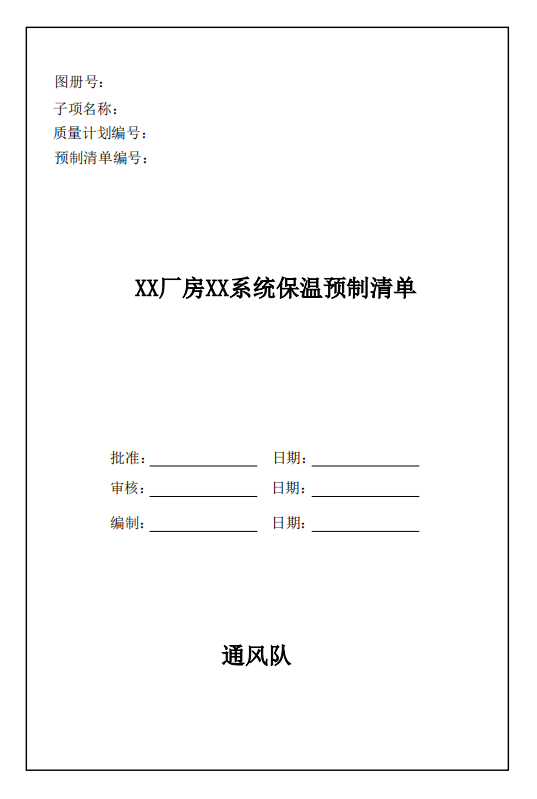 图册号：
子项名称：
质量计划编号：
预制清单编号：
XX厂房XX系统保温预制清单
批准：　日期：
审核：　日期：
编制：　日期：
通风队